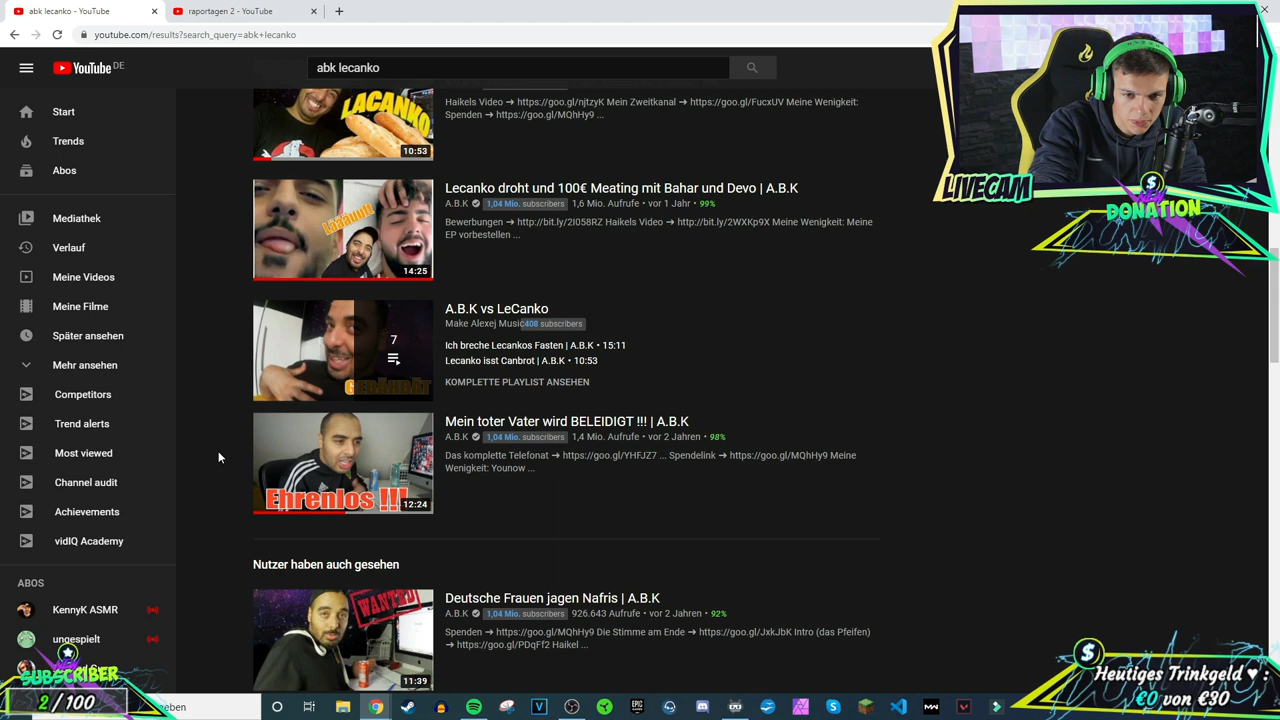 abk lecanko - YouTube
raportagen 2 - YouTube
youtube.com/results?search_query=abk+lecanko
YouTube DE
abk lecanko
Start
Trends
Abos
Mediathek
Verlauf
Meine Videos
Meine Filme
Später ansehen
Mehr ansehen
Competitors
Trend alerts
Most viewed
Channel audit
Achievements
vidIQ Academy
ABOS
KennyK ASMR
ungespielt
LACANKO
10:53
Haikels Video ➔ https://goo.gl/njtzyK Mein Zweitkanal ➔ https://goo.gl/FucxUV Meine Wenigkeit:
Spenden ➔ https://goo.gl/MQhHy9 ...
14:25
Lecanko droht und 100€ Meating mit Bahar und Devo | A.B.K
A.B.K 1,04 Mio. subscribers 1,6 Mio. Aufrufe • vor 1 Jahr • 99%
Meinungen ➔ http://bit.ly/2I058RZ Haikels Video ➔ http://bit.ly/2WXKp9X Meine Wenigkeit: Meine
EP vorbestellen ...
7
A.B.K vs LeCanko
Make Alexej Music 408 subscribers
Ich breche Lecankos Fasten | A.B.K • 15:11
Lecanko isst Canbrot | A.B.K • 10:53
KOMPLETTE PLAYLIST ANSEHEN
Ehrenlos !!!
12:24
Mein toter Vater wird BELEIDIGT !!! | A.B.K
A.B.K 1,04 Mio. subscribers 1,4 Mio. Aufrufe • vor 2 Jahren • 98%
Das komplette Telefonat ➔ https://goo.gl/YHFJZ7 ... Spendelink ➔ https://goo.gl/MQhHy9 Meine
Wenigkeit: Younow ...
Nutzer haben auch gesehen
WANTED
11:39
Deutsche Frauen jagen Nafris | A.B.K
A.B.K 1,04 Mio. subscribers 926.643 Aufrufe • vor 2 Jahren • 92%
Spenden ➔ https://goo.gl/MQhHy9 Die Stimme am Ende ➔ https://goo.gl/JxkJbK Intro (das Pfeifen)
➔ https://goo.gl/PDqFf2 Haikel ...
LIVECAM
NEW
DONATION
NEW
SUBSCRIBER
2 / 100
eben
Heutiges Trinkgeld ♥ :
€0 von €30